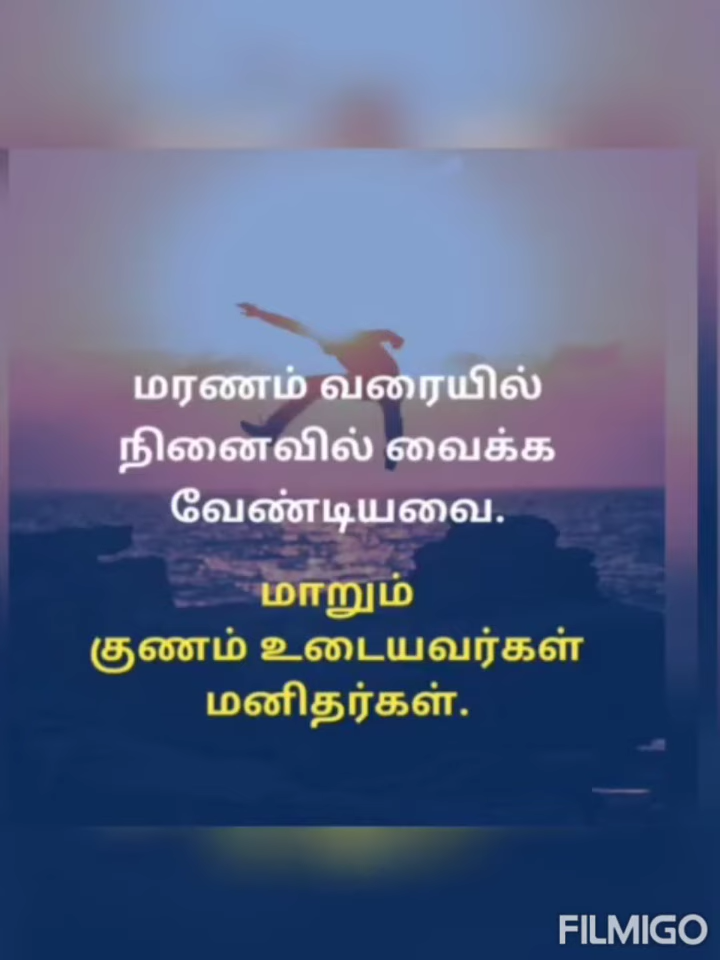 மரணம் வரையில்
நினைவில் வைக்க
வேண்டியவை.
மாறும்
குணம் உடையவர்கள்
மனிதர்கள்.
FILMIGO